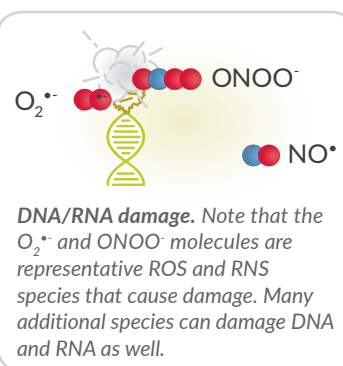 ONOO⁻
O₂•⁻
NO•
DNA/RNA damage. Note that the
O₂•⁻ and ONOO⁻ molecules are
representative ROS and RNS
species that cause damage. Many
additional species can damage DNA
and RNA as well.